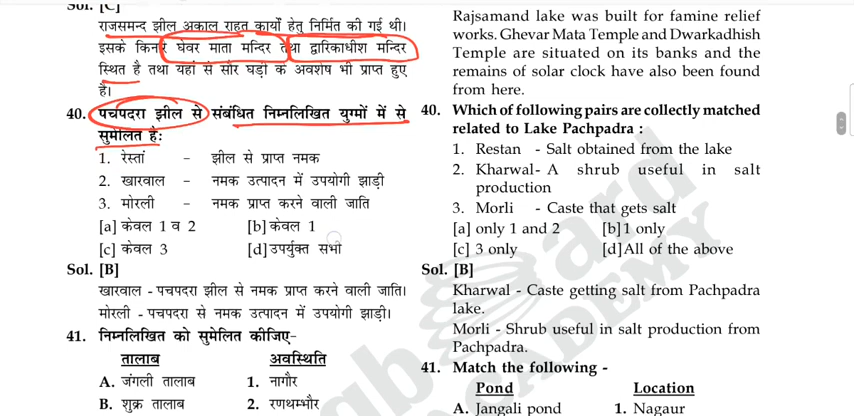 Sol. [C]
राजसमन्द झील अकाल राहत कार्यो हेतु निर्मित की गई थी।
इसके किनारे घेवर माता मन्दिर तथा द्वारिकाधीश मन्दिर
स्थित है तथा यहाँ से सौर घड़ी के अवशेष भी प्राप्त हुए
है।
40. पचपदरा झील से संबंधित निम्नलिखित युग्मों में से
सुमेलित है:
1. रेस्तां - झील से प्राप्त नमक
2. खारवाल - नमक उत्पादन में उपयोगी झाड़ी
3. मोरली - नमक प्राप्त करने वाली जाति
[a] केवल 1 व 2 [b] केवल 1
[c] केवल 3 [d] उपर्युक्त सभी
Sol. [B]
खारवाल - पचपदरा झील से नमक प्राप्त करने वाली जाति।
मोरली - पचपदरा से नमक उत्पादन में उपयोगी झाड़ी।
41. निम्नलिखित को सुमेलित कीजिए-
तालाब अवस्थिति
A. जंगली तालाब 1. नागौर
B. शुक्र तालाब 2. रणथम्भौर
Rajsamand lake was built for famine relief
works. Ghevar Mata Temple and Dwarkadhish
Temple are situated on its banks and the
remains of solar clock have also been found
from here.
40. Which of following pairs are collectly matched
related to Lake Pachpadra :
1. Restan - Salt obtained from the lake
2. Kharwal- A shrub useful in salt
production
3. Morli - Caste that gets salt
[a] only 1 and 2 [b] 1 only
[c] 3 only [d] All of the above
Sol. [B]
Kharwal - Caste getting salt from Pachpadra
lake.
Morli - Shrub useful in salt production from
Pachpadra.
41. Match the following -
Pond Location
A. Jangali pond 1. Nagaur